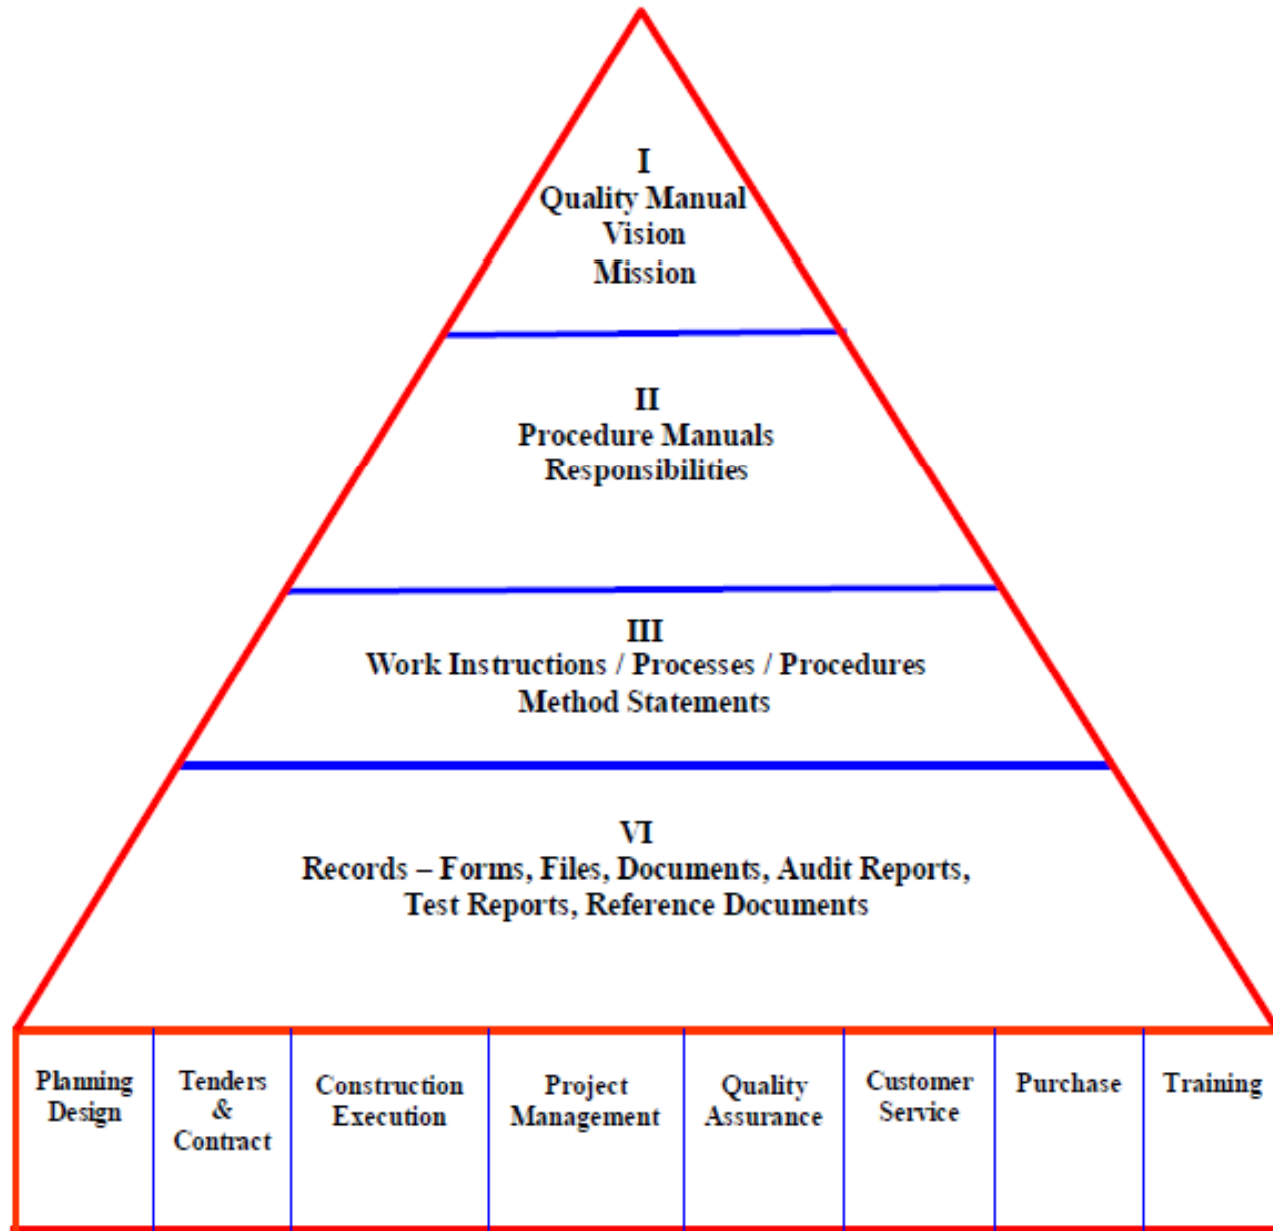 I
Quality Manual
Vision
Mission
II
Procedure Manuals
Responsibilities
III
Work Instructions / Processes / Procedures
Method Statements
VI
Records – Forms, Files, Documents, Audit Reports,
Test Reports, Reference Documents
Planning
Design
Tenders
&
Contract
Construction
Execution
Project
Management
Quality
Assurance
Customer
Service
Purchase
Training